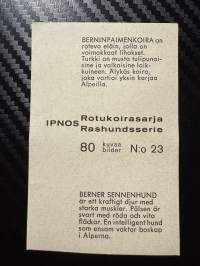 BERNINPAIMENKOIRA on
roteva eläin, jolla on
voimakkaat lihakset.
Turkki on musta tulipunai-
sine ja valkoisine laik-
kuineen. Älykäs koira,
joka vartioi yksin karjaa
Alpeilla.
IPNOS Rotukoirasarja
Rashundsserie
80 kuvaa
bilder N:o 23
BERNER SENNENHUND
är ett kraftigt djur med
starka muskler. Pälsen är
svart med röda och vita
fläckar. En intelligent hund
som ensam vaktar boskap
i Alperna.